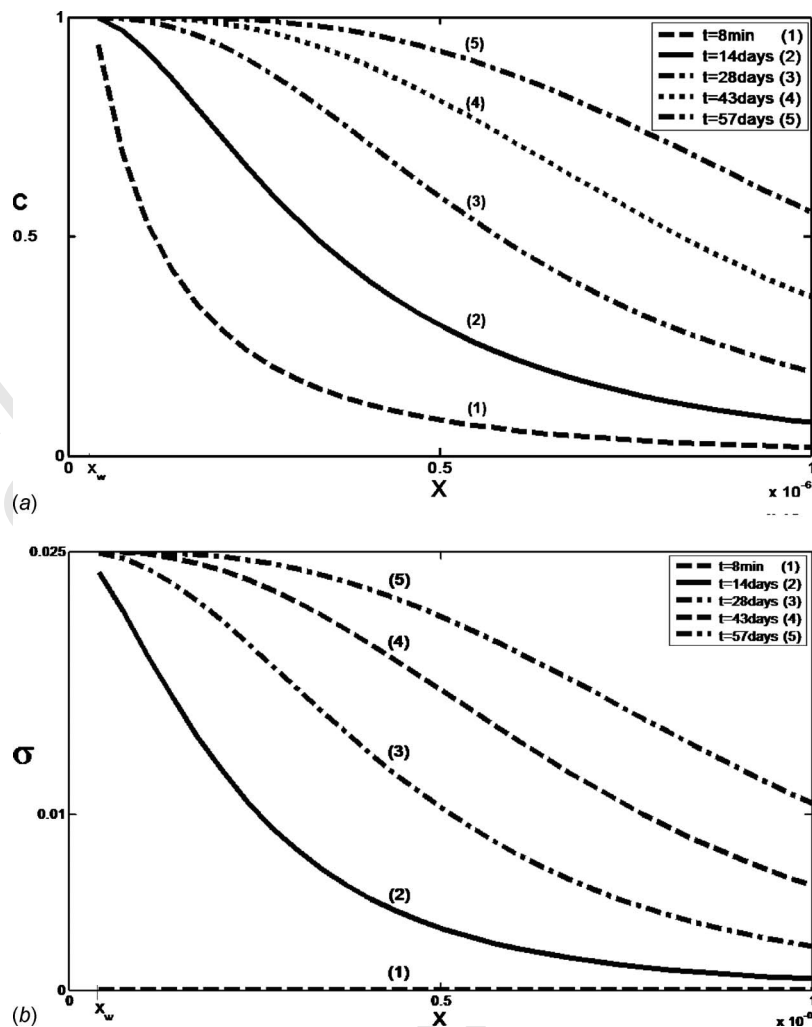 1
t=8min (1)
t=14days (2)
t=28days (3)
t=43days (4)
t=57days (5)
(5)
(4)
c
0.5
(3)
(2)
(1)
0
0 x_w 0.5 1
X x 10^-6
(a)
0.025
t=8min (1)
t=14days (2)
t=28days (3)
t=43days (4)
t=57days (5)
(5)
(4)
σ
(3)
0.01
(2)
(1)
0
0 x_w 0.5 1
X
(b)